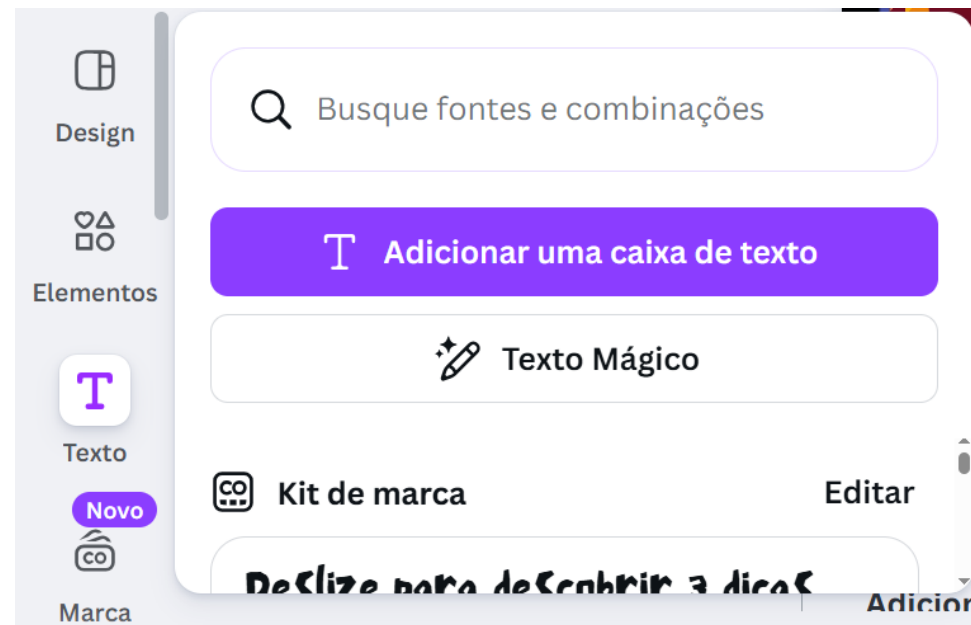 Design
Elementos
Texto
Novo
Marca
Busque fontes e combinações
Adicionar uma caixa de texto
Texto Mágico
Kit de marca
Editar
Deslize para descobrir 3 dicas
Adicion